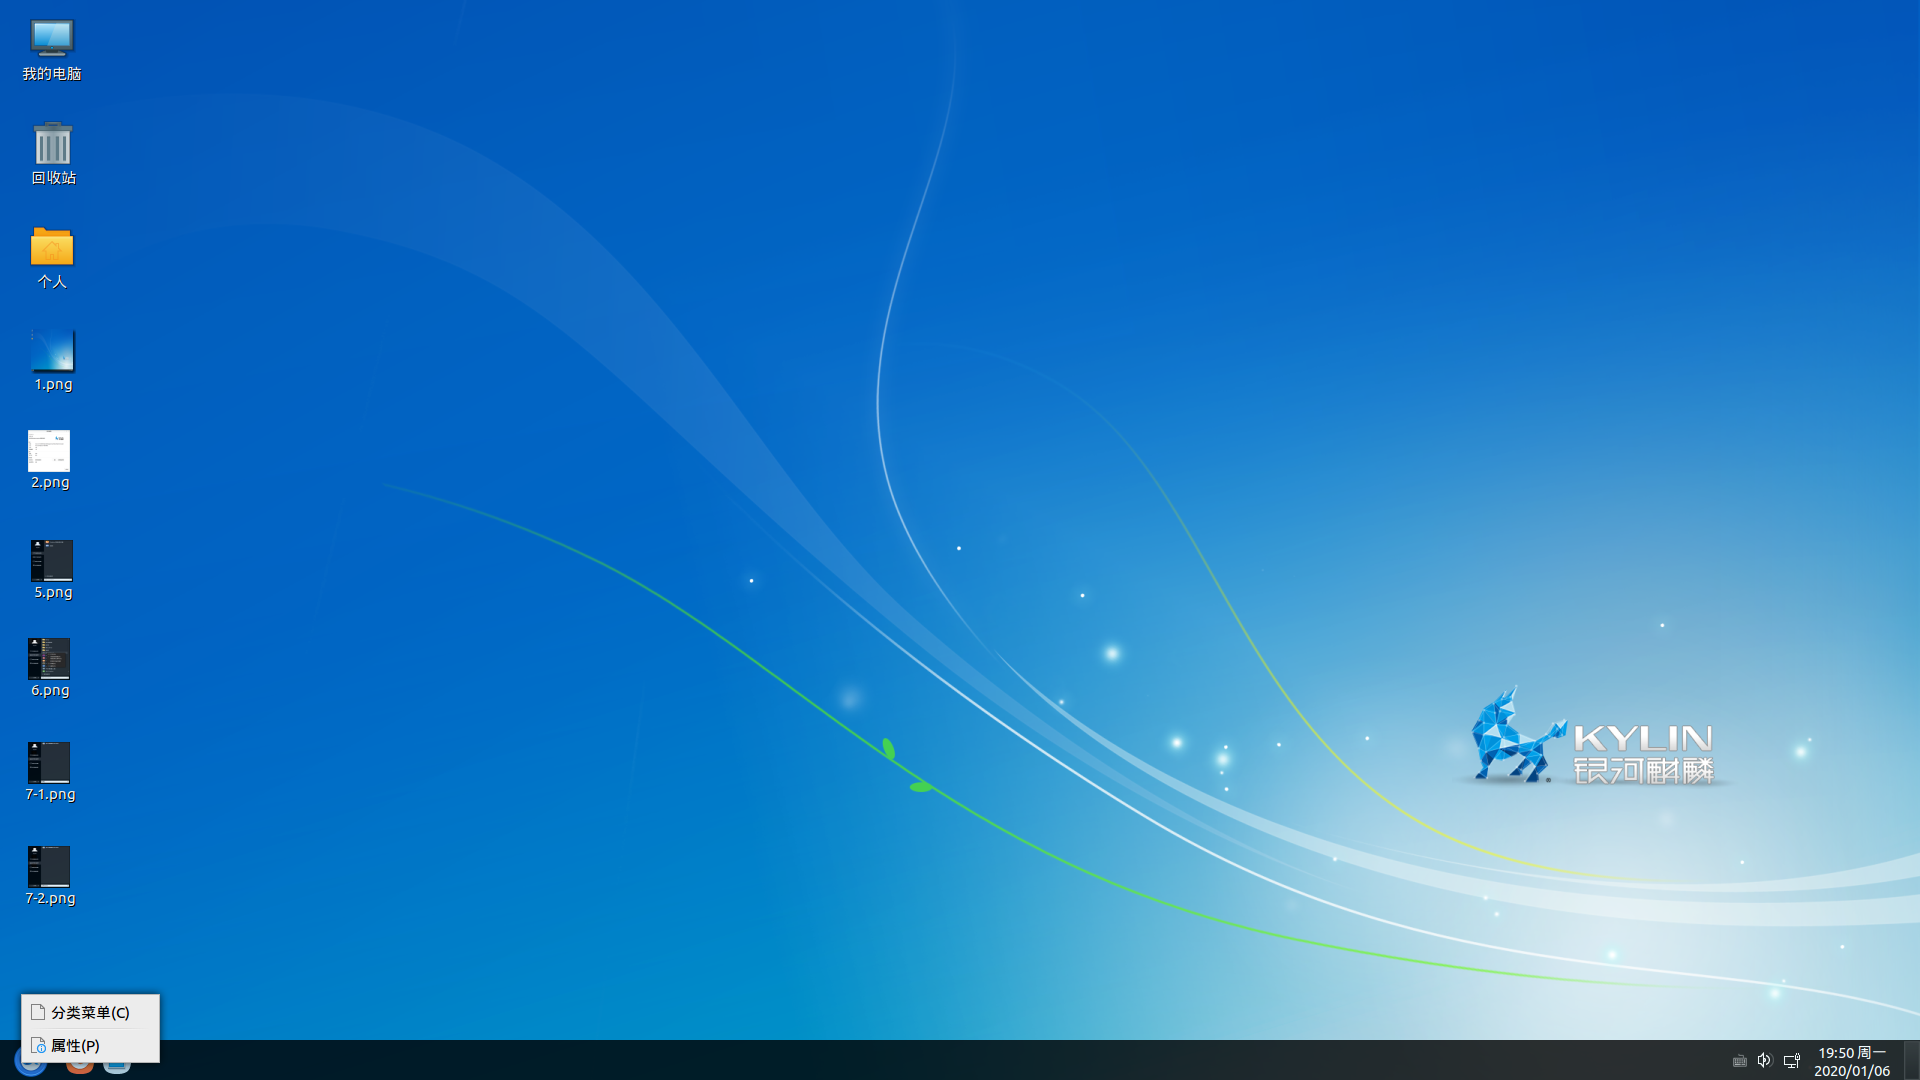 我的电脑
回收站
个人
1.png
2.png
5.png
6.png
7-1.png
7-2.png
KYLIN
银河麒麟
分类菜单(C)
属性(P)
19:50 周一
2020/01/06